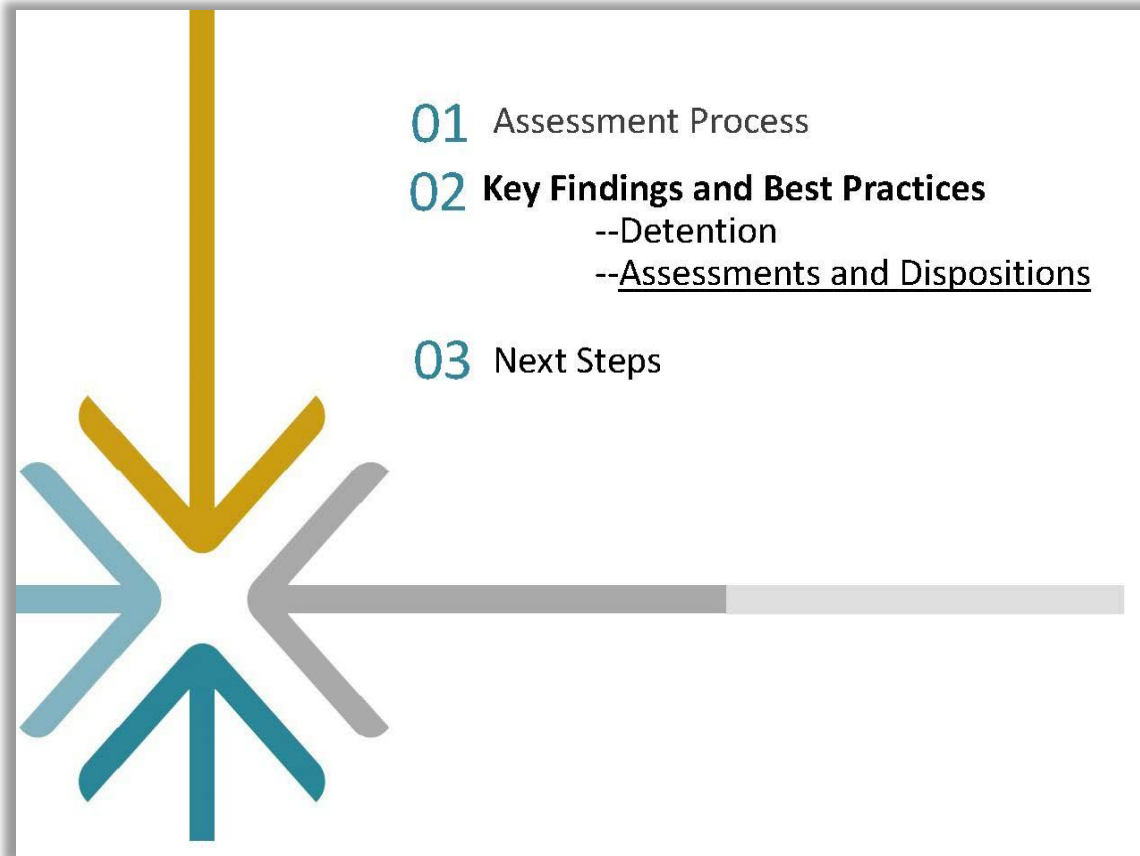 01 Assessment Process
02 Key Findings and Best Practices
--Detention
--Assessments and Dispositions
03 Next Steps